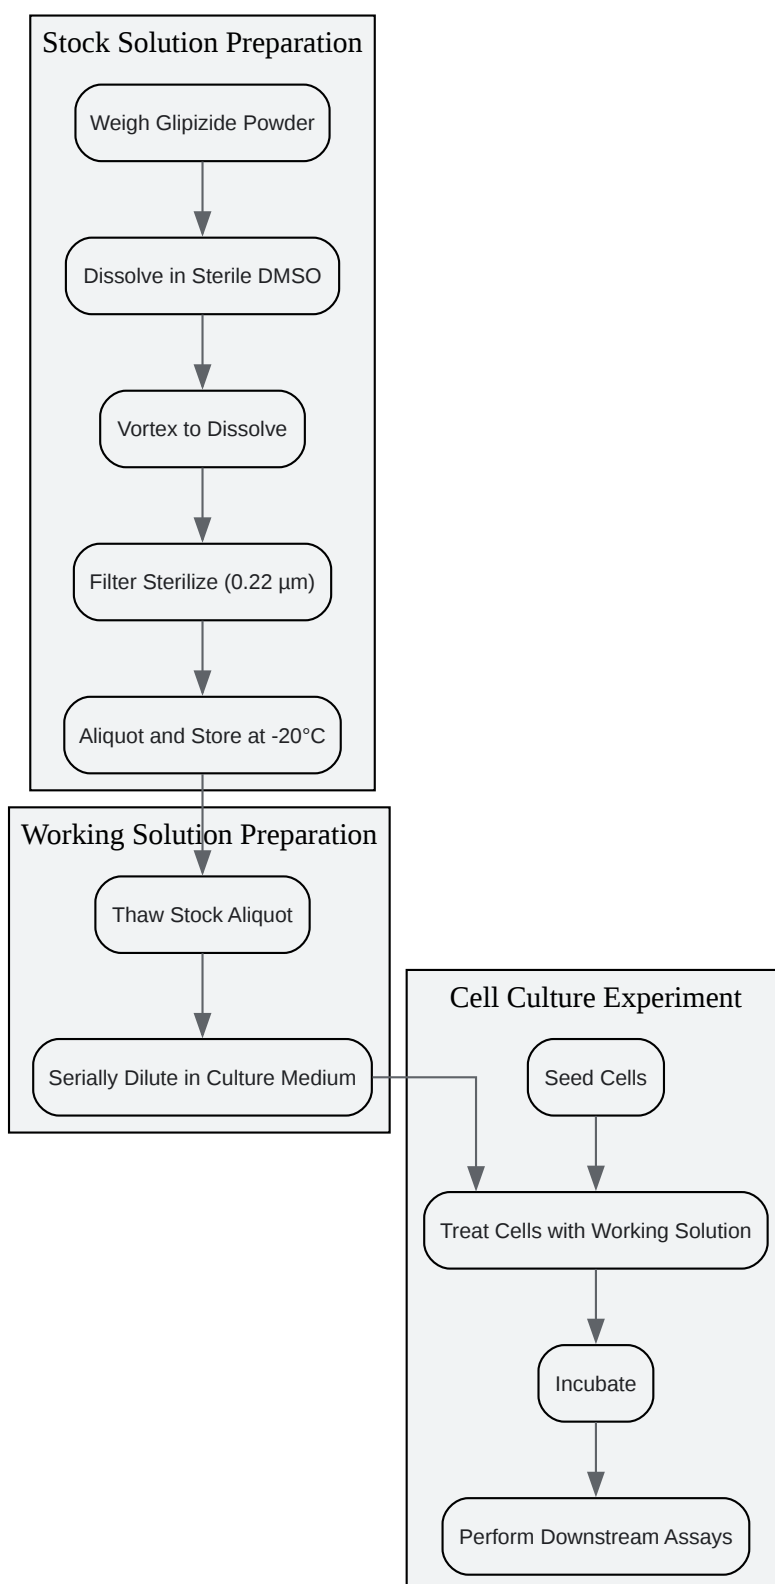 Stock Solution Preparation
Weigh Glipizide Powder
Dissolve in Sterile DMSO
Vortex to Dissolve
Filter Sterilize (0.22 µm)
Aliquot and Store at -20°C
Working Solution Preparation
Thaw Stock Aliquot
Serially Dilute in Culture Medium
Cell Culture Experiment
Seed Cells
Treat Cells with Working Solution
Incubate
Perform Downstream Assays